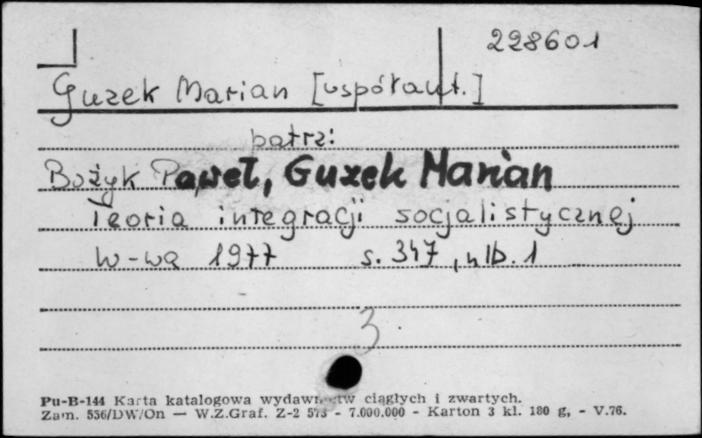 228601
Guzek Marian [współaut.]
patrz:
Bożyk Paweł, Guzek Marian
Teoria integracji socjalistycznej
W-wa 1977 s. 347, nlb. 1
3
Pu-B-144 Karta katalogowa wydawnictw ciągłych i zwartych.
Zam. 536/DW/On — W.Z.Graf. Z-2 573 - 7.000.000 - Karton 3 kl. 180 g, - V.76.